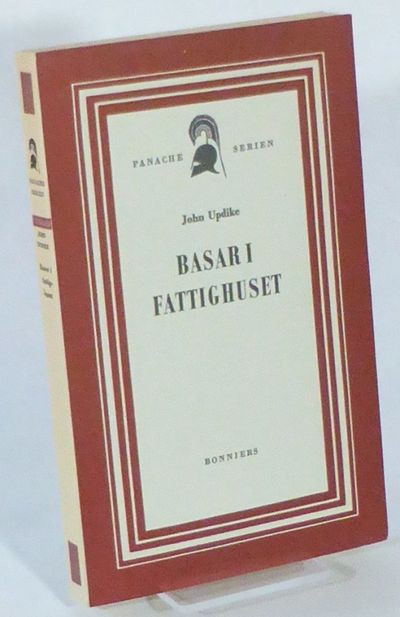 PANACHE SERIEN
John Updike
BASAR I
FATTIGHUSET
BONNIERS